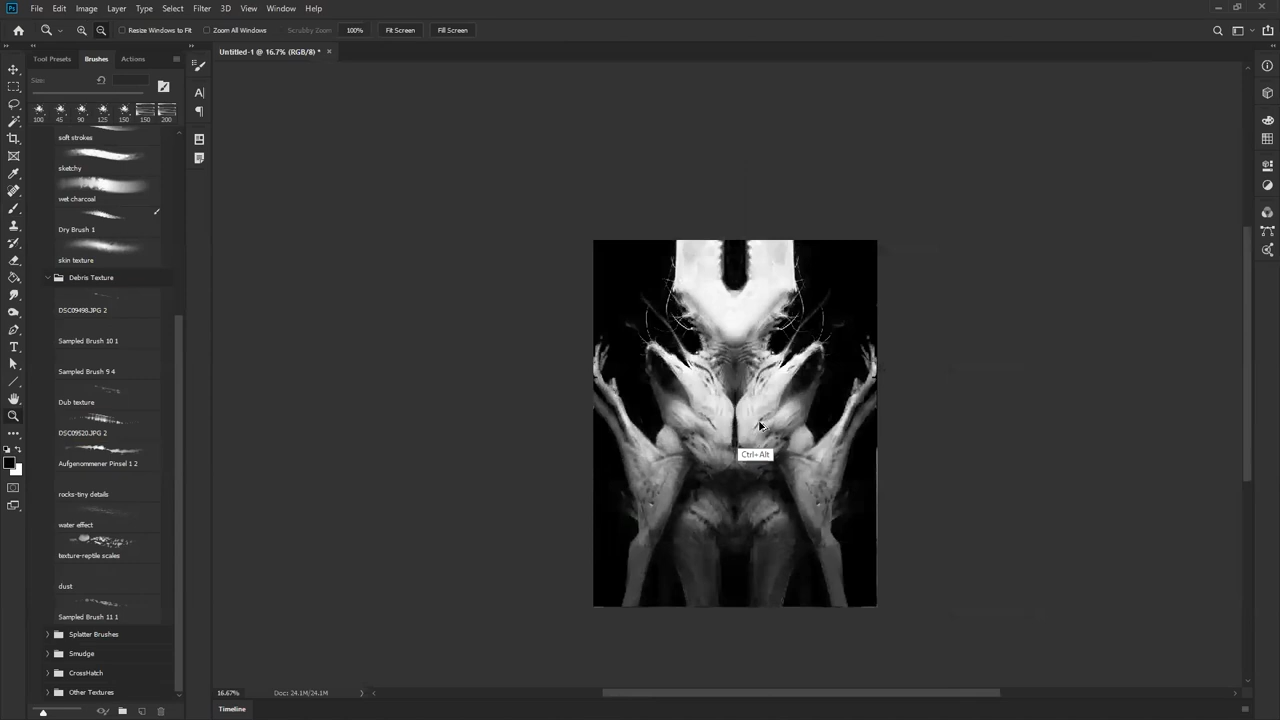 Ps File Edit Image Layer Type Select Filter 3D View Window Help
Resize Windows to Fit Zoom All Windows Scrubby Zoom 100% Fit Screen Fill Screen
Untitled-1 @ 16.7% (RGB/8) * ×
Tool Presets Brushes Actions
Size:
100 45 90 125 150 150 200
soft strokes
sketchy
wet charcoal
Dry Brush 1
skin texture
Debris Texture
DSC09498.JPG 2
Sampled Brush 10 1
Sampled Brush 9 4
Dub texture
DSC09520.JPG 2
Aufgenommener Pinsel 1 2
rocks-tiny details
water effect
texture-reptile scales
dust
Sampled Brush 11 1
Splatter Brushes
Smudge
CrossHatch
Other Textures
Ctrl+Alt
16.67% Doc: 24.1M/24.1M
Timeline